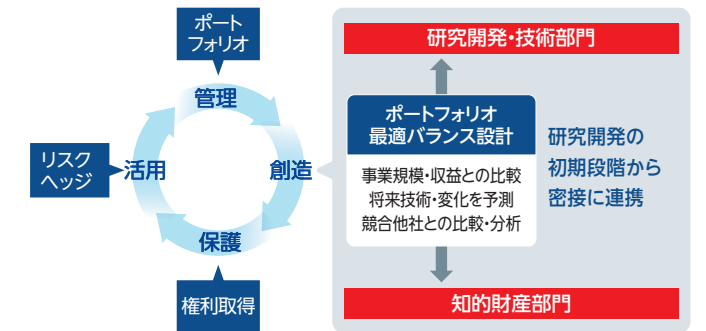 ポート
フォリオ
管理
リスク
ヘッジ
活用
創造
保護
権利取得
研究開発・技術部門
ポートフォリオ
最適バランス設計
事業規模・収益との比較
将来技術・変化を予測
競合他社との比較・分析
研究開発の
初期段階から
密接に連携
知的財産部門